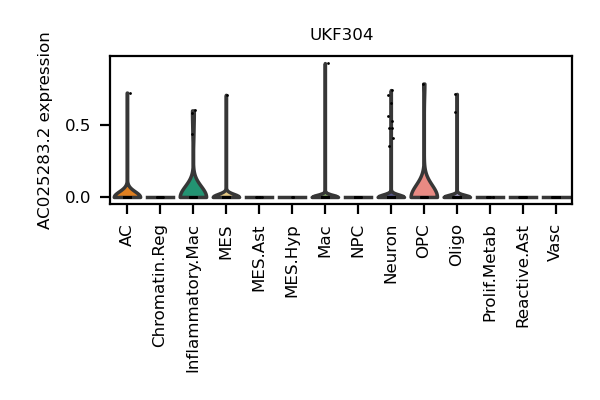 UKF304
AC025283.2 expression
0.5
0.0
AC
Chromatin.Reg
Inflammatory.Mac
MES
MES.Ast
MES.Hyp
Mac
NPC
Neuron
OPC
Oligo
Prolif.Metab
Reactive.Ast
Vasc